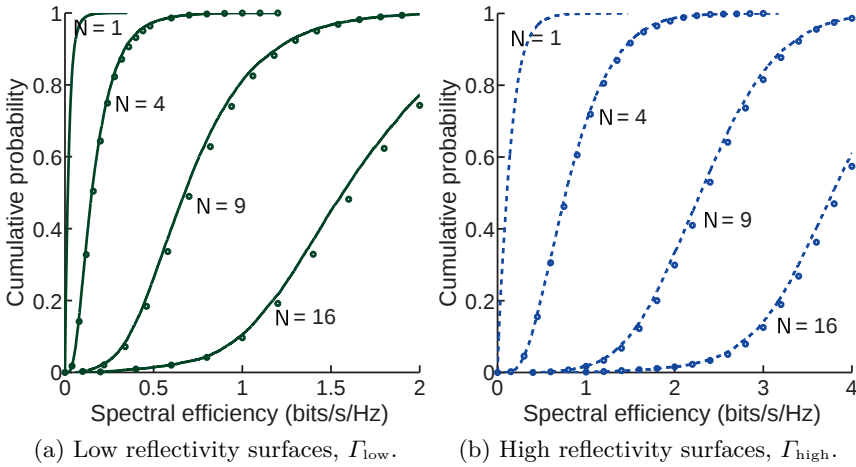 1
0.8
0.6
0.4
0.2
0
Cumulative probability
N = 1
N = 4
N = 9
N = 16
0 0.5 1 1.5 2
Spectral efficiency (bits/s/Hz)
(a) Low reflectivity surfaces, Γlow.
1
0.8
0.6
0.4
0.2
0
Cumulative probability
N = 1
N = 4
N = 9
N = 16
0 1 2 3 4
Spectral efficiency (bits/s/Hz)
(b) High reflectivity surfaces, Γhigh.